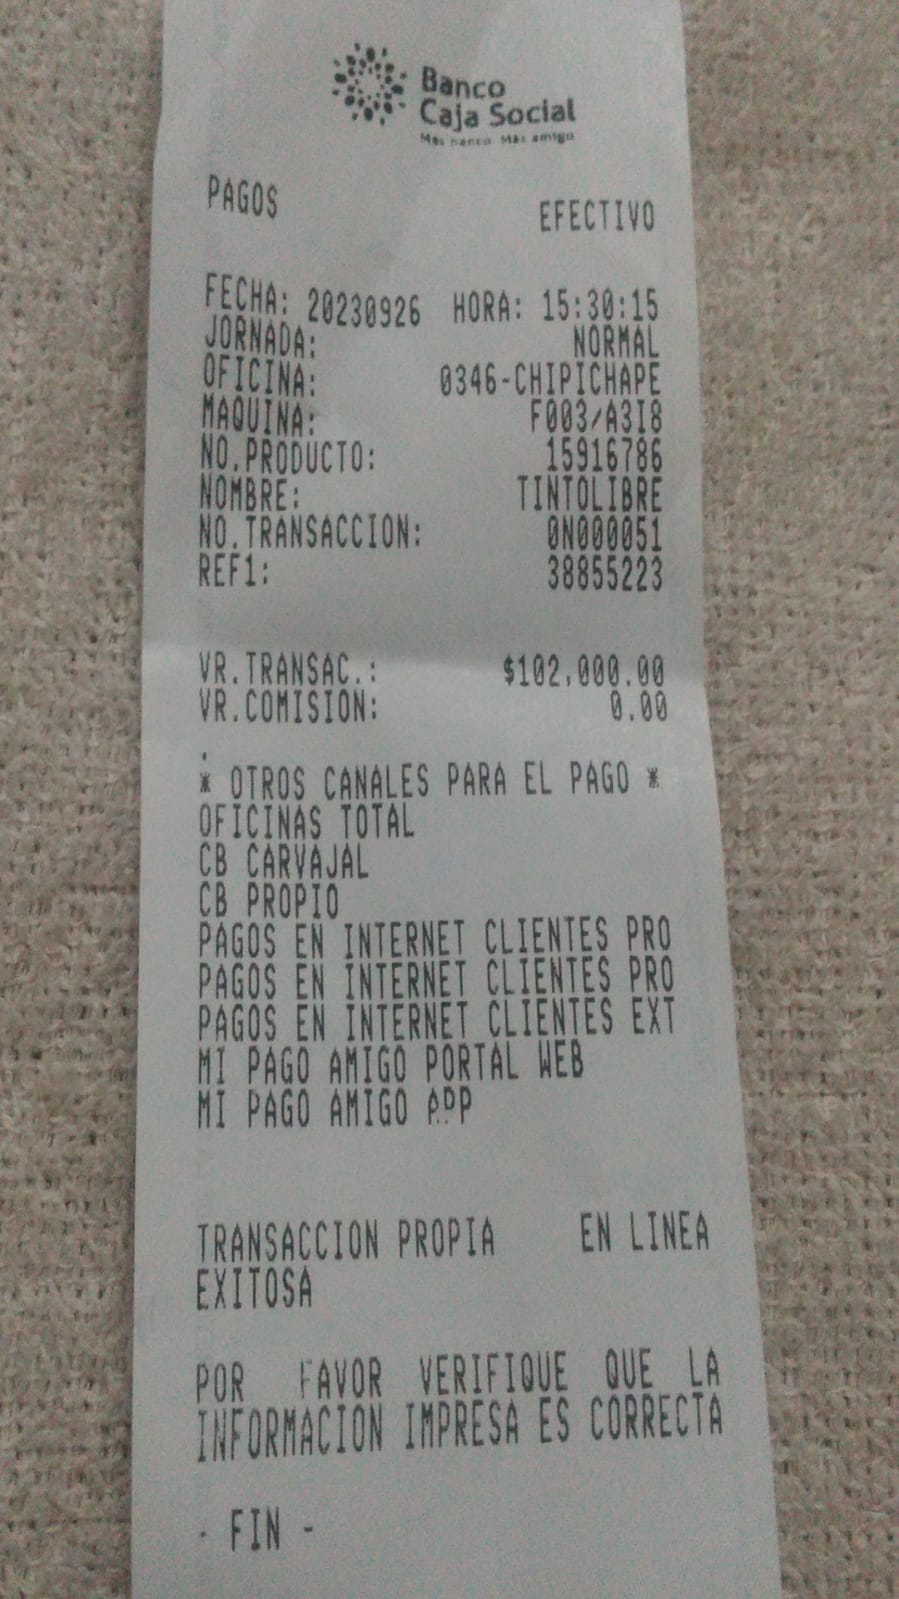 Banco
Caja Social
Más banco. Más amigo
PAGOS EFECTIVO
FECHA: 20230926 HORA: 15:30:15
JORNADA: NORMAL
OFICINA: 0346-CHIPICHAPE
MAQUINA: F003/A3I8
NO.PRODUCTO: 15916786
NOMBRE: TINTOLIBRE
NO.TRANSACCION: 0N000051
REF1: 38855223
VR.TRANSAC.: $102,000.00
VR.COMISION: 0.00
.
* OTROS CANALES PARA EL PAGO *
OFICINAS TOTAL
CB CARVAJAL
CB PROPIO
PAGOS EN INTERNET CLIENTES PRO
PAGOS EN INTERNET CLIENTES PRO
PAGOS EN INTERNET CLIENTES EXT
MI PAGO AMIGO PORTAL WEB
MI PAGO AMIGO APP
TRANSACCION PROPIA EN LINEA
EXITOSA
POR FAVOR VERIFIQUE QUE LA
INFORMACION IMPRESA ES CORRECTA
- FIN -